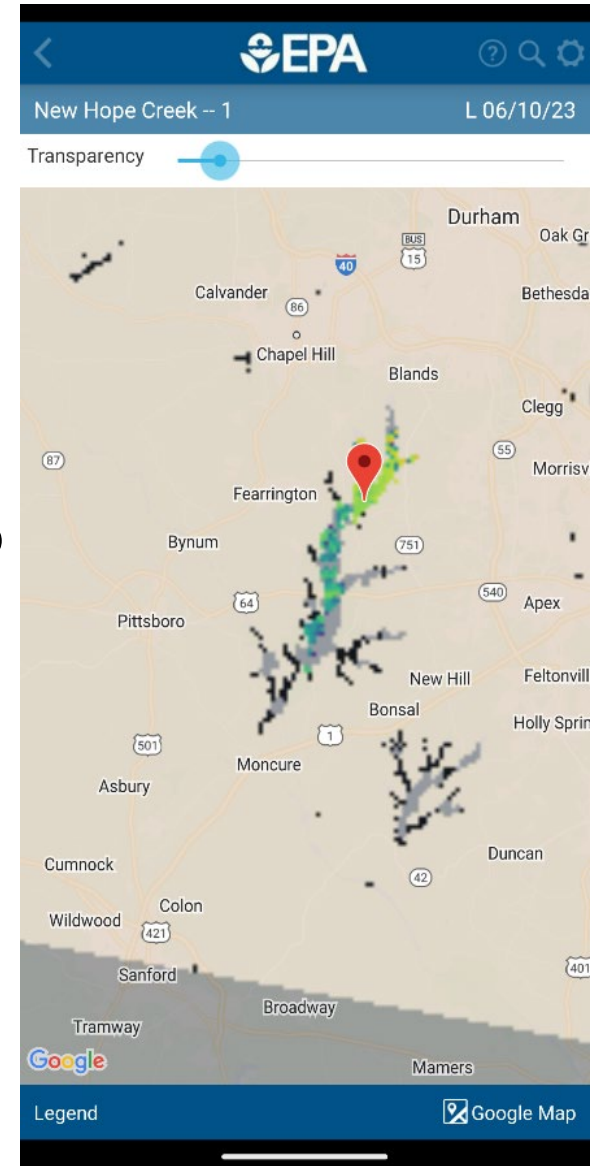 EPA
New Hope Creek -- 1 L 06/10/23
Transparency
Durham
BUS
15
Oak Gr
40
Calvander
86
Bethesda
Chapel Hill
Blands
Clegg
55
87
Morrisv
Fearrington
Bynum
751
540
64
Apex
Pittsboro
New Hill
Feltonvill
Bonsal
Holly Sprin
1
501
Moncure
Asbury
Duncan
Cumnock
42
Colon
Wildwood
421
401
Sanford
Broadway
Tramway
Google
Mamers
Legend Google Map
)